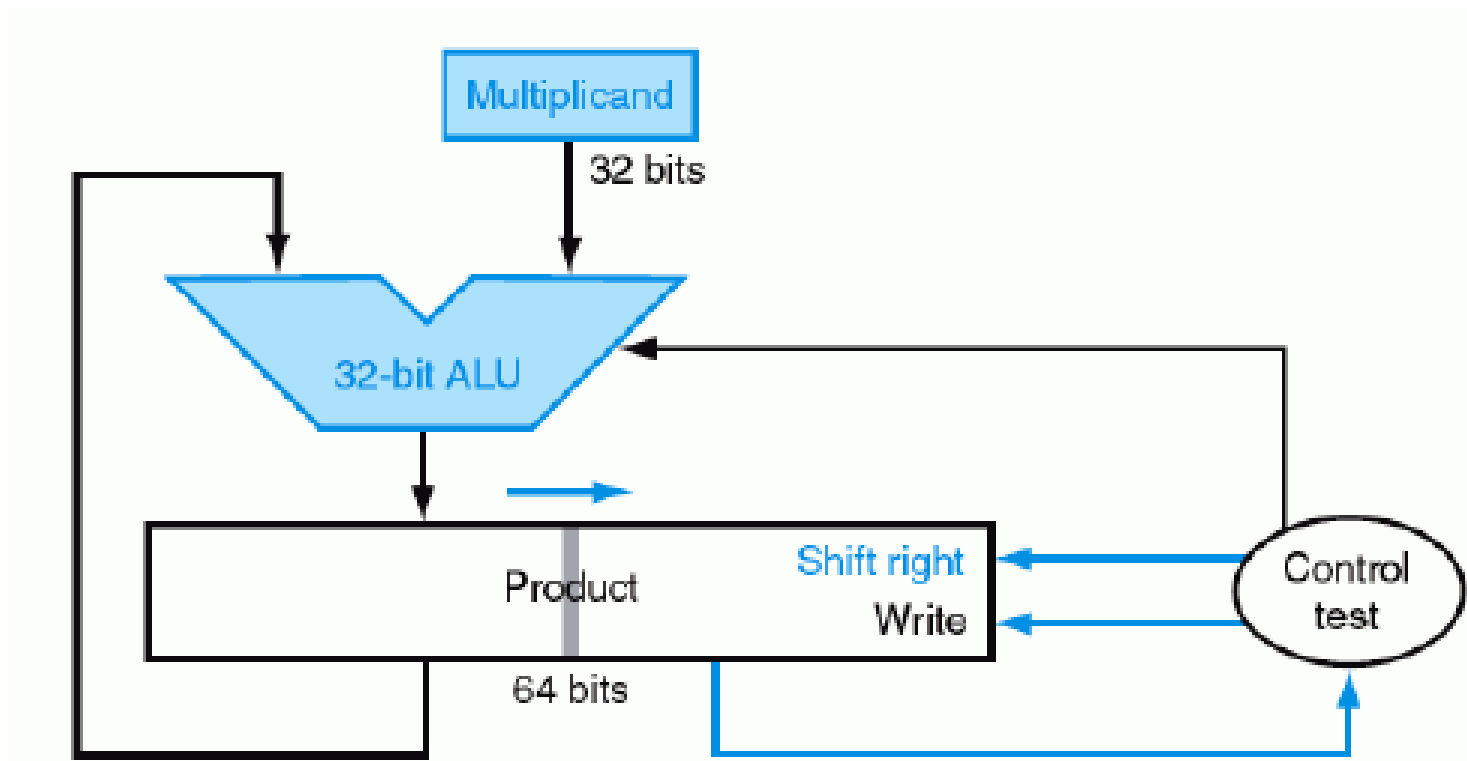 Multiplicand
32 bits
32-bit ALU
Product
Shift right
Write
64 bits
Control
test